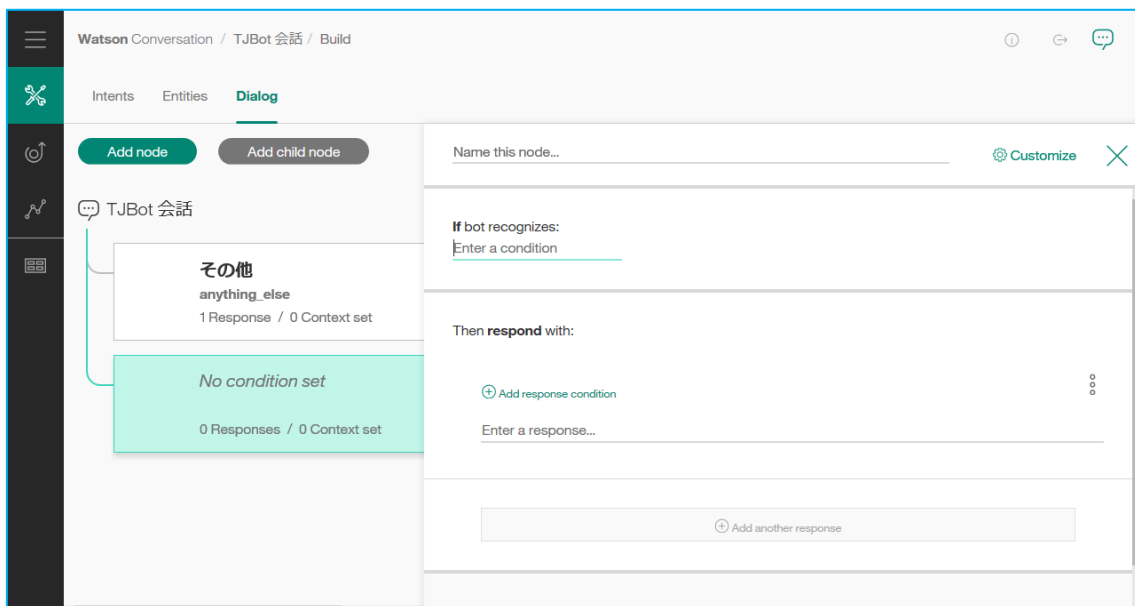 Watson Conversation / TJBot 会話 / Build
Intents Entities Dialog
Add node Add child node
TJBot 会話
その他
anything_else
1 Response / 0 Context set
No condition set
0 Responses / 0 Context set
Name this node...
Customize
If bot recognizes:
Enter a condition
Then respond with:
Add response condition
Enter a response...
Add another response